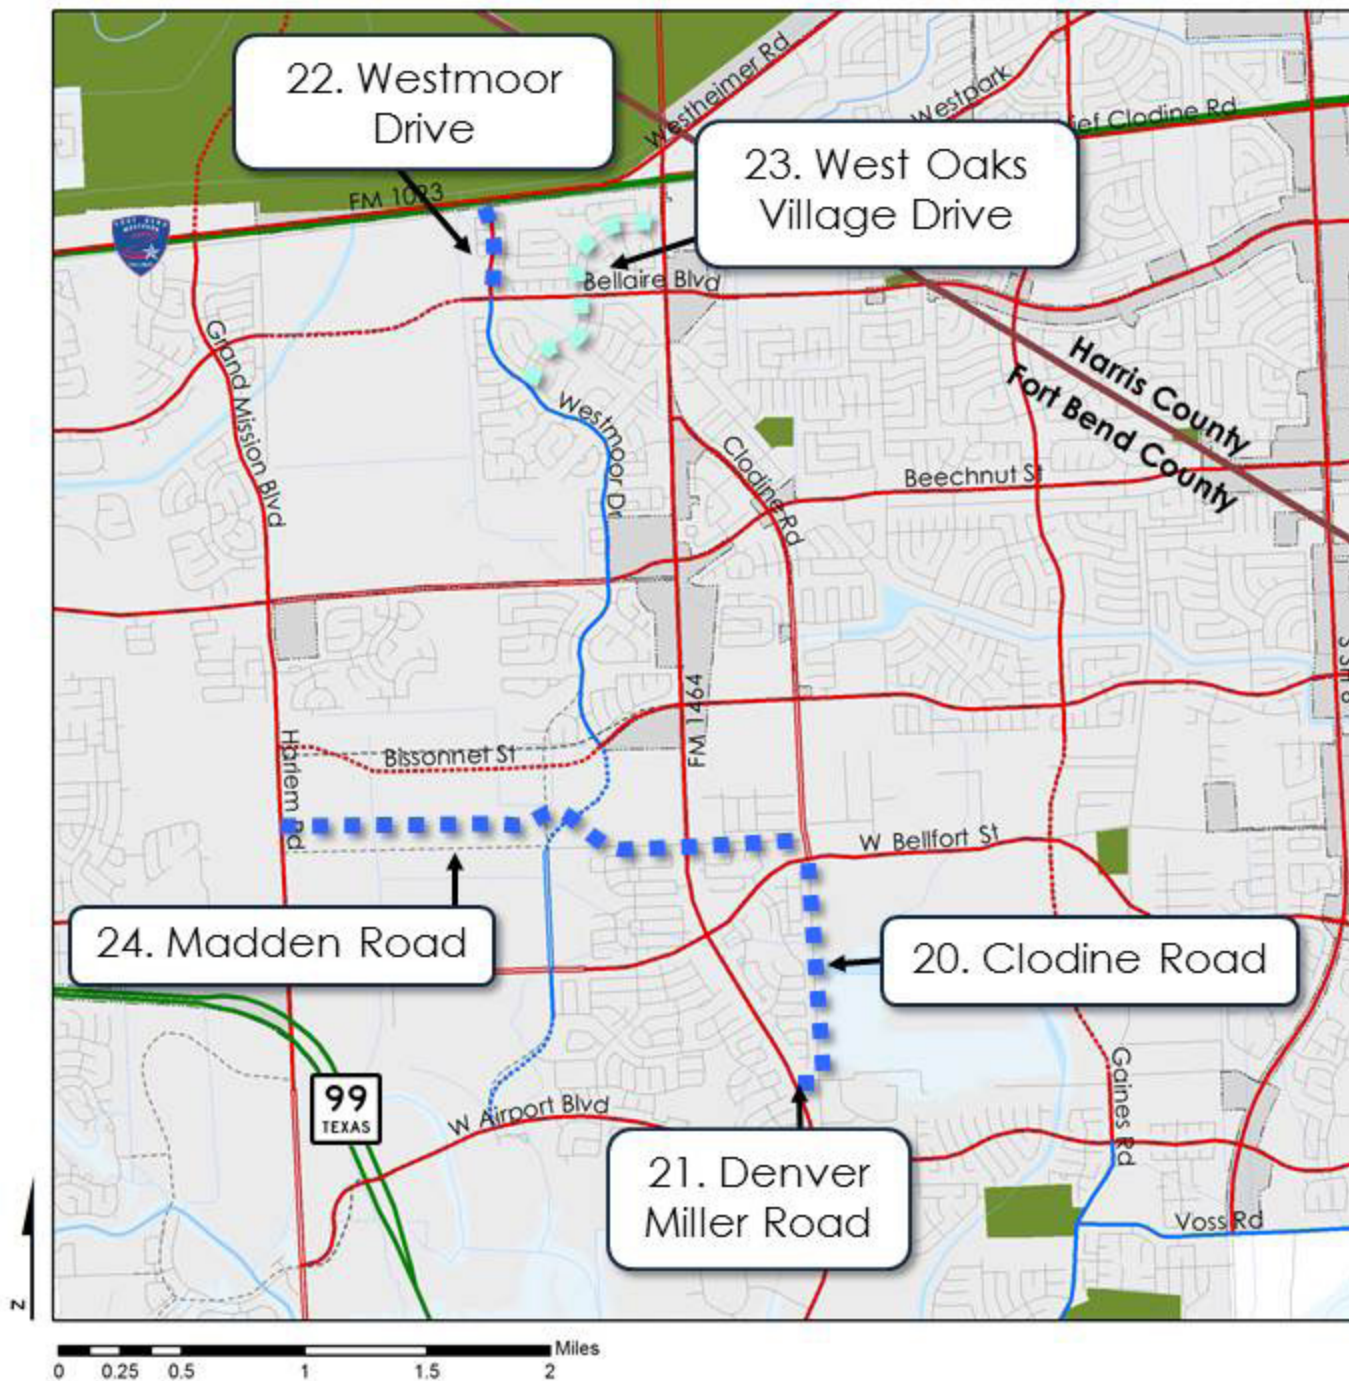 22. Westmoor
Drive
Westheimer Rd
Westpark
ief Clodine Rd
23. West Oaks
Village Drive
FM 1093
Bellaire Blvd
Grand Mission Blvd
Harris County
Fort Bend County
Westmoor Dr
Clodine Rd
Beechnut St
FM 1464
Harlem Rd
Bissonnet St
W Bellfort St
24. Madden Road
20. Clodine Road
99
TEXAS
W Airport Blvd
Gaines Rd
21. Denver
Miller Road
Voss Rd
z
Miles
0 0.25 0.5 1 1.5 2